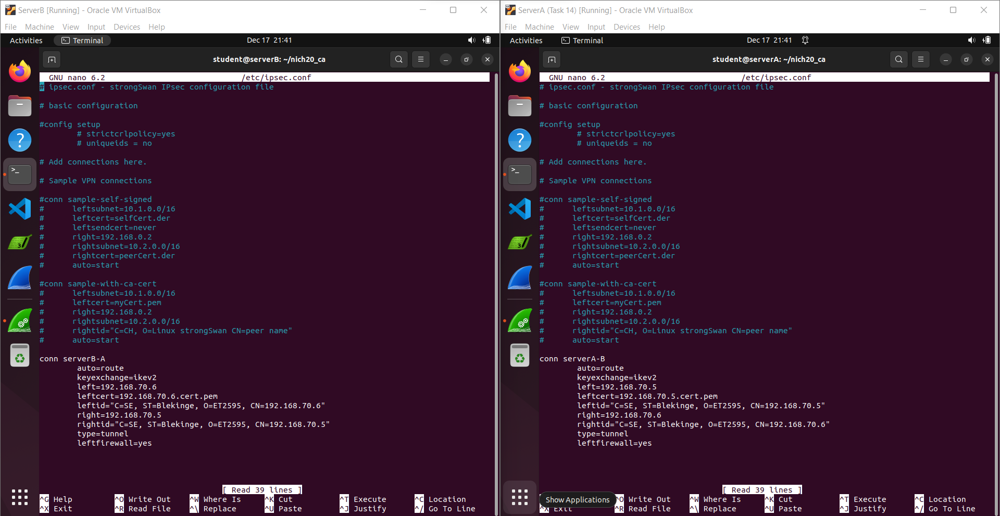 ServerB [Running] - Oracle VM VirtualBox
File Machine View Input Devices Help
Activities Terminal Dec 17 21:41
student@serverB: ~/nich20_ca
GNU nano 6.2 /etc/ipsec.conf
# ipsec.conf - strongSwan IPsec configuration file
# basic configuration
#config setup
# strictcrlpolicy=yes
# uniqueids = no
# Add connections here.
# Sample VPN connections
#conn sample-self-signed
# leftsubnet=10.1.0.0/16
# leftcert=selfCert.der
# leftsendcert=never
# right=192.168.0.2
# rightsubnet=10.2.0.0/16
# rightcert=peerCert.der
# auto=start
#conn sample-with-ca-cert
# leftsubnet=10.1.0.0/16
# leftcert=myCert.pem
# right=192.168.0.2
# rightsubnet=10.2.0.0/16
# rightid="C=CH, O=Linux strongSwan CN=peer name"
# auto=start
conn serverB-A
auto=route
keyexchange=ikev2
left=192.168.70.6
leftcert=192.168.70.6.cert.pem
leftid="C=SE, ST=Blekinge, O=ET2595, CN=192.168.70.6"
right=192.168.70.5
rightid="C=SE, ST=Blekinge, O=ET2595, CN=192.168.70.5"
type=tunnel
leftfirewall=yes
[ Read 39 lines ]
^G Help ^O Write Out ^W Where Is ^K Cut ^T Execute ^C Location
^X Exit ^R Read File ^\ Replace ^U Paste ^J Justify ^/ Go To Line
ServerA (Task 14) [Running] - Oracle VM VirtualBox
File Machine View Input Devices Help
Activities Terminal Dec 17 21:41
student@serverA: ~/nich20_ca
GNU nano 6.2 /etc/ipsec.conf
# ipsec.conf - strongSwan IPsec configuration file
# basic configuration
#config setup
# strictcrlpolicy=yes
# uniqueids = no
# Add connections here.
# Sample VPN connections
#conn sample-self-signed
# leftsubnet=10.1.0.0/16
# leftcert=selfCert.der
# leftsendcert=never
# right=192.168.0.2
# rightsubnet=10.2.0.0/16
# rightcert=peerCert.der
# auto=start
#conn sample-with-ca-cert
# leftsubnet=10.1.0.0/16
# leftcert=myCert.pem
# right=192.168.0.2
# rightsubnet=10.2.0.0/16
# rightid="C=CH, O=Linux strongSwan CN=peer name"
# auto=start
conn serverA-B
auto=route
keyexchange=ikev2
left=192.168.70.5
leftcert=192.168.70.5.cert.pem
leftid="C=SE, ST=Blekinge, O=ET2595, CN=192.168.70.5"
right=192.168.70.6
rightid="C=SE, ST=Blekinge, O=ET2595, CN=192.168.70.6"
type=tunnel
leftfirewall=yes
[ Read 39 lines ]
Show Applications ^O Write Out ^W Where Is ^K Cut ^T Execute ^C Location
^X Exit ^R Read File ^\ Replace ^U Paste ^J Justify ^/ Go To Line